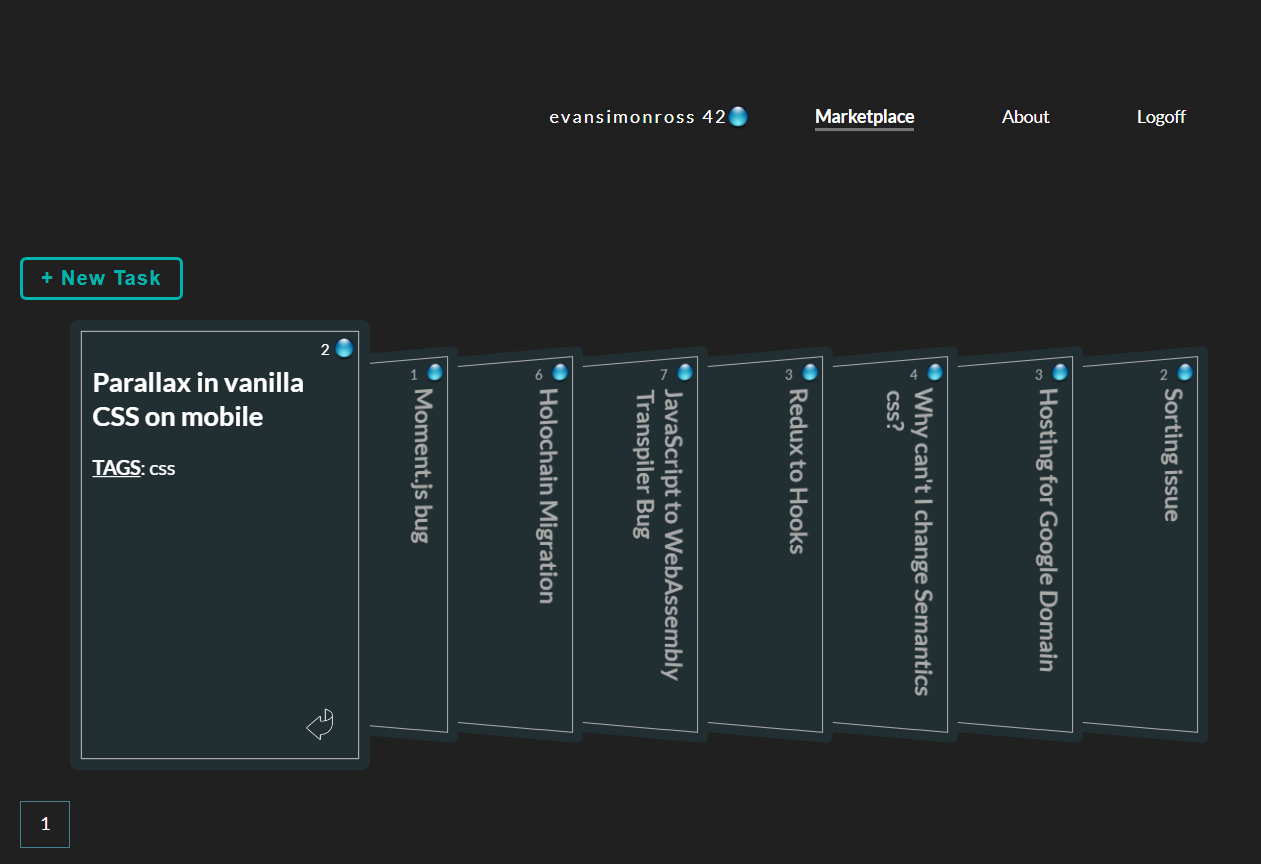 evansimonross 42
Marketplace
About
Logoff
+ New Task
2
Parallax in vanilla
CSS on mobile
TAGS: css
1
Moment.js bug
6
Holochain Migration
7
JavaScript to WebAssembly
Transpiler Bug
3
Redux to Hooks
4
Why can't I change Semantics
css?
3
Hosting for Google Domain
2
Sorting issue
1